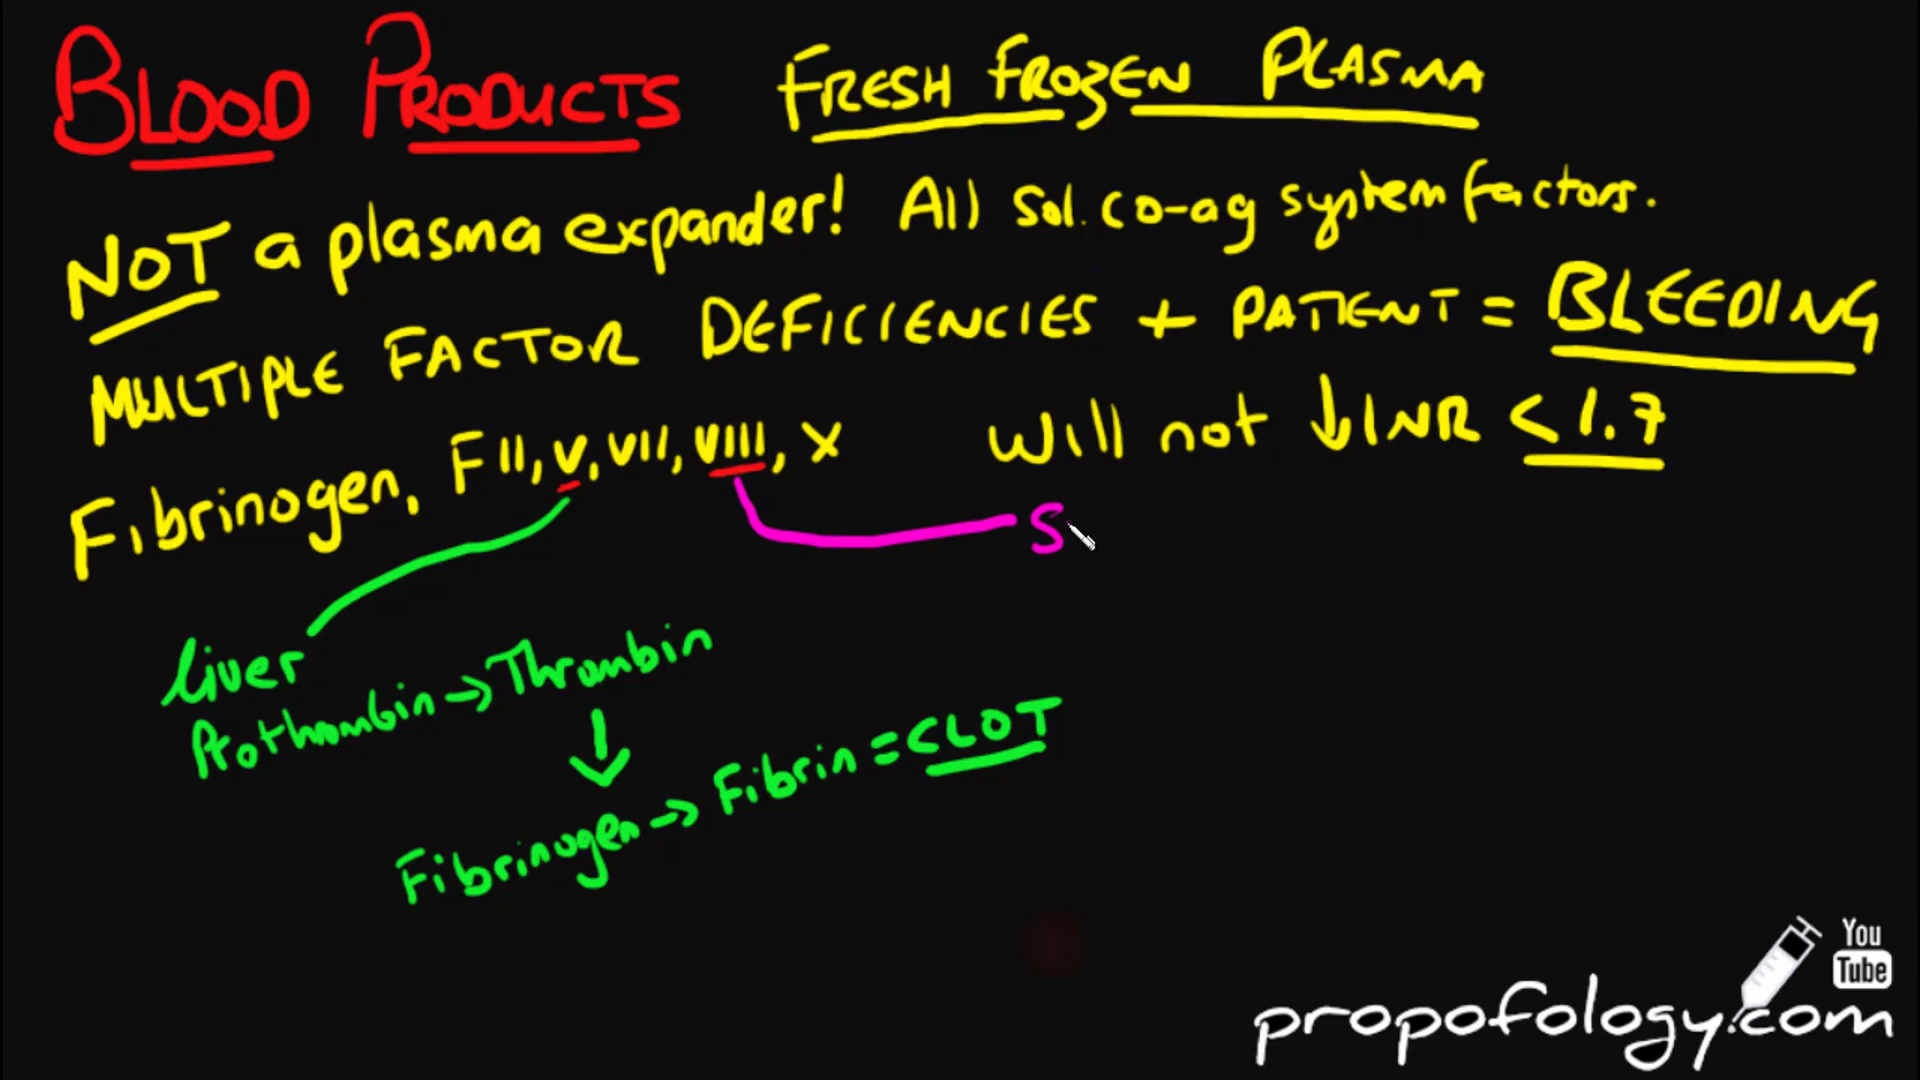 BLOOD PRODUCTS FRESH FROZEN PLASMA
NOT a plasma expander! All sol. co-ag system factors.
MULTIPLE FACTOR DEFICIENCIES + PATIENT = BLEEDING
Fibrinogen, F II, V, VII, VIII, X Will not ↓ INR < 1.7
S
Liver
Prothrombin → Thrombin
↓
Fibrinogen → Fibrin = CLOT
You Tube
propofology.com